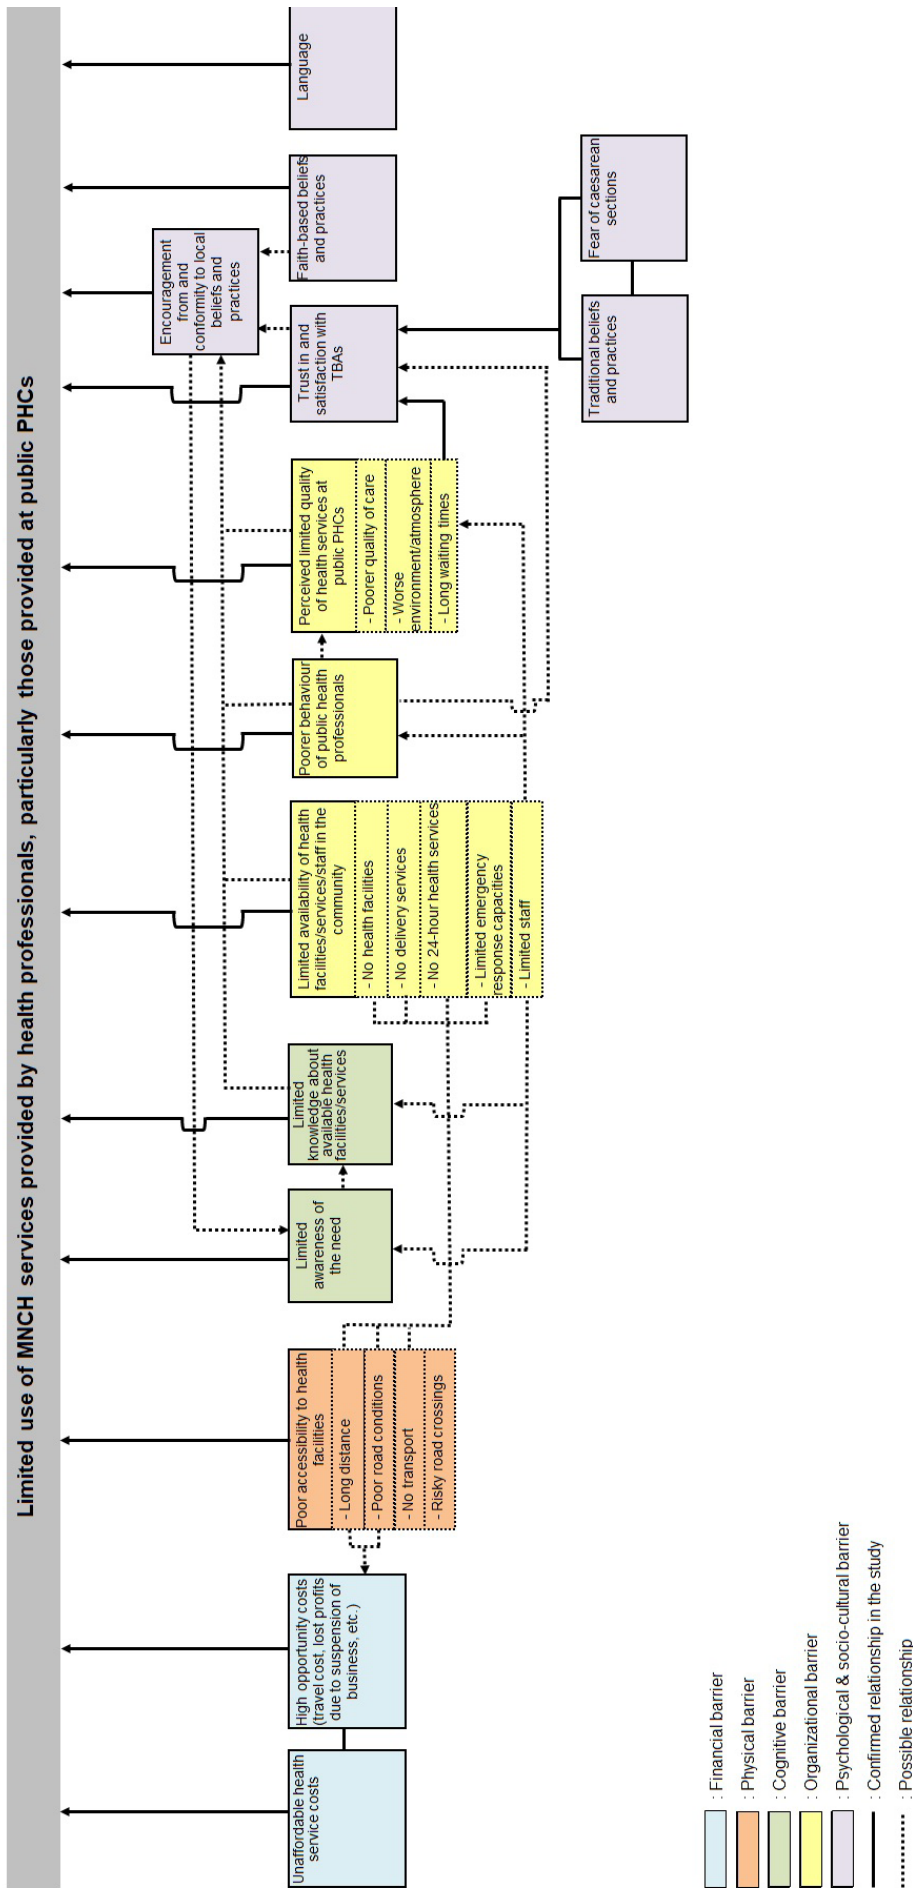 Limited use of MNCH services provided by health professionals, particularly those provided at public PHCs
Unaffordable health
service costs
High opportunity costs
(travel cost, lost profits
due to suspension of
business, etc.)
Poor accessibility to health
facilities
- Long distance
- Poor road conditions
- No transport
- Risky road crossings
Limited
awareness of
the need
Limited
knowledge about
available health
facilities/services
Limited availability of health
facilities/services/staff in the
community
- No health facilities
- No delivery services
- No 24-hour health services
- Limited emergency
response capacities
- Limited staff
Poorer behaviour
of public health
professionals
Perceived limited quality
of health services at
public PHCs
- Poorer quality of care
- Worse
environment/atmosphere
- Long waiting times
Trust in and
satisfaction with
TBAs
Encouragement
from and
conformity to local
beliefs and
practices
Faith-based beliefs
and practices
Language
Traditional beliefs
and practices
Fear of caesarean
sections
: Financial barrier
: Physical barrier
: Cognitive barrier
: Organizational barrier
: Psychological & socio-cultural barrier
: Confirmed relationship in the study
: Possible relationship